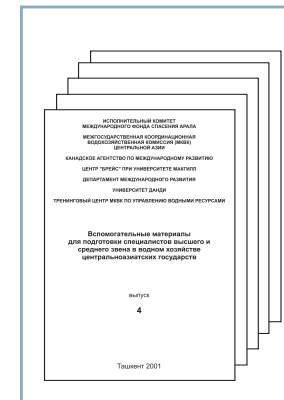 ИСПОЛНИТЕЛЬНЫЙ КОМИТЕТ
МЕЖДУНАРОДНОГО ФОНДА СПАСЕНИЯ АРАЛА
МЕЖГОСУДАРСТВЕННАЯ КООРДИНАЦИОННАЯ
ВОДОХОЗЯЙСТВЕННАЯ КОМИССИЯ (МКВК)
ЦЕНТРАЛЬНОЙ АЗИИ
КАНАДСКОЕ АГЕНТСТВО ПО МЕЖДУНАРОДНОМУ РАЗВИТИЮ
ЦЕНТР "БРЕЙС" ПРИ УНИВЕРСИТЕТЕ МАКГИЛЛ
ДЕПАРТАМЕНТ МЕЖДУНАРОДНОГО РАЗВИТИЯ
УНИВЕРСИТЕТ ДАНДИ
ТРЕНИНГОВЫЙ ЦЕНТР МКВК ПО УПРАВЛЕНИЮ ВОДНЫМИ РЕСУРСАМИ
Вспомогательные материалы
для подготовки специалистов высшего и
среднего звена в водном хозяйстве
центральноазиатских государств
выпуск
4
Ташкент 2001